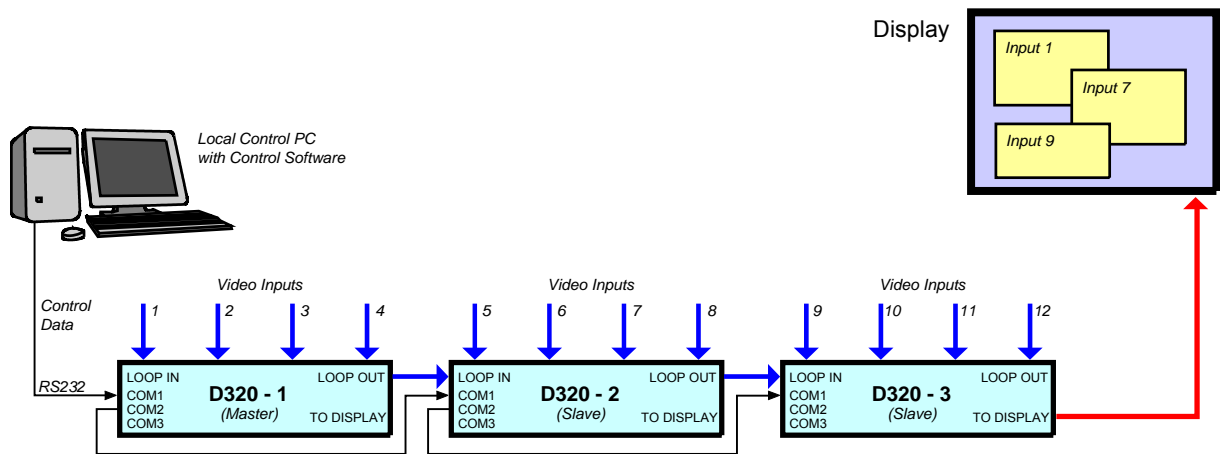 Display
Input 1
Input 7
Input 9
Local Control PC
with Control Software
Control
Data
RS232
Video Inputs
1
2
3
4
Video Inputs
5
6
7
8
Video Inputs
9
10
11
12
LOOP IN
D320 - 1
LOOP OUT
COM1
COM2
(Master)
COM3
TO DISPLAY
LOOP IN
D320 - 2
LOOP OUT
COM1
COM2
(Slave)
COM3
TO DISPLAY
LOOP IN
D320 - 3
LOOP OUT
COM1
COM2
(Slave)
COM3
TO DISPLAY